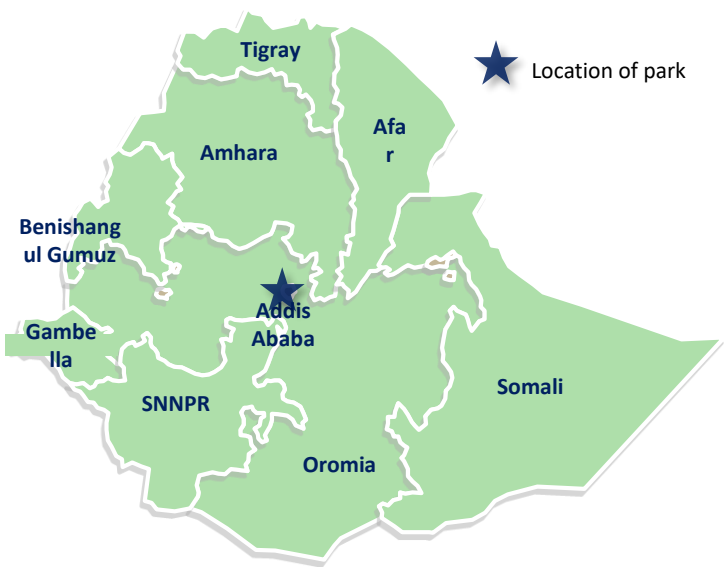 Tigray
Location of park
Afa
r
Amhara
Benishang
ul Gumuz
Addis
Ababa
Gambe
lla
Somali
SNNPR
Oromia